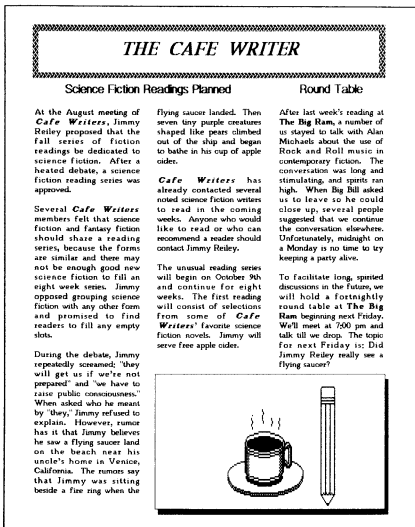 THE CAFE WRITER
Science Fiction Readings Planned
At the August meeting of
Cafe Writers, Jimmy
Reiley proposed that the
fall series of fiction
readings be dedicated to
science fiction. After a
heated debate, a science
fiction reading series was
approved.
Several Cafe Writers
members felt that science
fiction and fantasy fiction
should share a reading
series, because the forms
are similar and there may
not be enough good new
science fiction to fill an
eight week series. Jimmy
opposed grouping science
fiction with any other form
and promised to find
readers to fill any empty
slots.
During the debate, Jimmy
repeatedly screamed; "they
will get us if we're not
prepared" and "we have to
raise public consciousness."
When asked who he meant
by "they," Jimmy refused to
explain. However, rumor
has it that Jimmy believes
he saw a flying saucer land
on the beach near his
uncle's home in Venice,
California. The rumors say
that Jimmy was sitting
beside a fire ring when the
flying saucer landed. Then
seven tiny purple creatures
shaped like pears climbed
out of the ship and began
to bathe in his cup of apple
cider.
Cafe Writers has
already contacted several
noted science fiction writers
to read in the coming
weeks. Anyone who would
like to read or who can
recommend a reader should
contact Jimmy Reiley.
The unusual reading series
will begin on October 9th
and continue for eight
weeks. The first reading
will consist of selections
from some of Cafe
Writers' favorite science
fiction novels. Jimmy will
serve free apple cider.
Round Table
After last week's reading at
The Big Ram, a number of
us stayed to talk with Alan
Michaels about the use of
Rock and Roll music in
contemporary fiction. The
conversation was long and
stimulating, and spirits ran
high. When Big Bill asked
us to leave so he could
close up, several people
suggested that we continue
the conversation elsewhere.
Unfortunately, midnight on
a Monday is no time to try
keeping a party alive.
To facilitate long, spirited
discussions in the future, we
will hold a fortnightly
round table at The Big
Ram beginning next Friday.
We'll meet at 7:00 pm and
talk till we drop. The topic
for next Friday is: Did
Jimmy Reiley really see a
flying saucer?